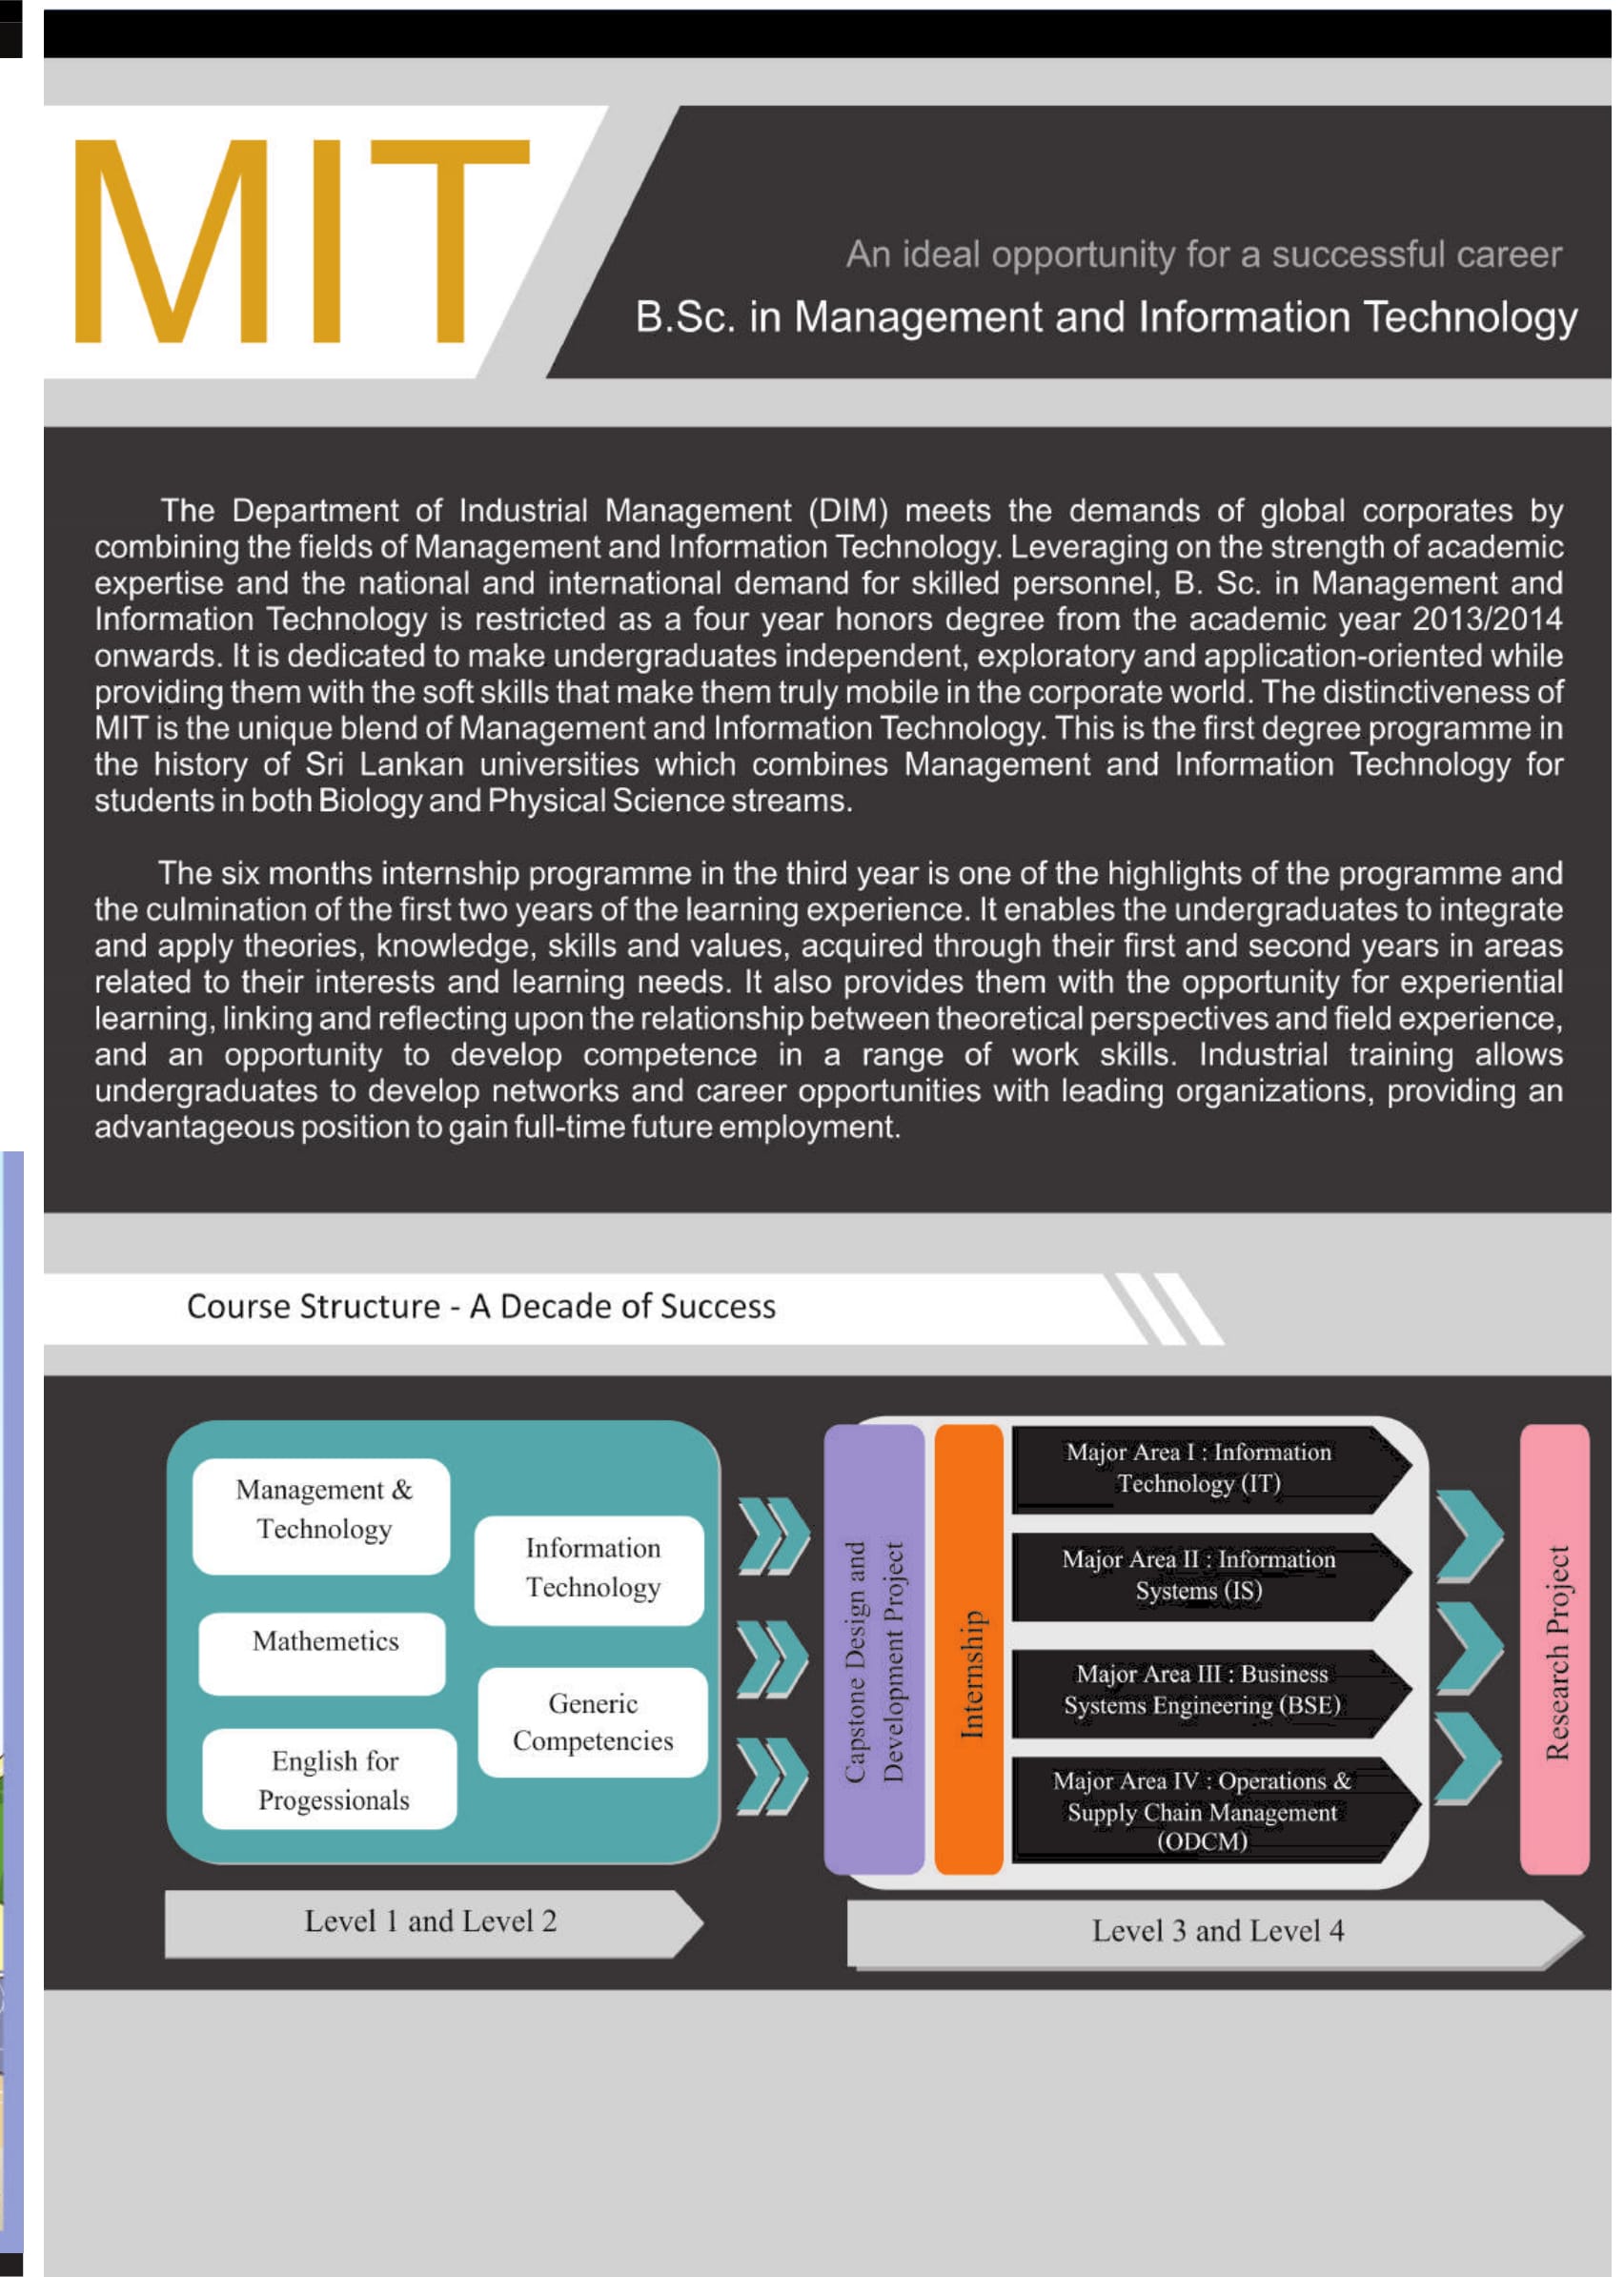 MIT
An ideal opportunity for a successful career
B.Sc. in Management and Information Technology
The Department of Industrial Management (DIM) meets the demands of global corporates by
combining the fields of Management and Information Technology. Leveraging on the strength of academic
expertise and the national and international demand for skilled personnel, B. Sc. in Management and
Information Technology is restricted as a four year honors degree from the academic year 2013/2014
onwards. It is dedicated to make undergraduates independent, exploratory and application-oriented while
providing them with the soft skills that make them truly mobile in the corporate world. The distinctiveness of
MIT is the unique blend of Management and Information Technology. This is the first degree programme in
the history of Sri Lankan universities which combines Management and Information Technology for
students in both Biology and Physical Science streams.
The six months internship programme in the third year is one of the highlights of the programme and
the culmination of the first two years of the learning experience. It enables the undergraduates to integrate
and apply theories, knowledge, skills and values, acquired through their first and second years in areas
related to their interests and learning needs. It also provides them with the opportunity for experiential
learning, linking and reflecting upon the relationship between theoretical perspectives and field experience,
and an opportunity to develop competence in a range of work skills. Industrial training allows
undergraduates to develop networks and career opportunities with leading organizations, providing an
advantageous position to gain full-time future employment.
Course Structure - A Decade of Success
Management &
Technology
Information
Technology
Mathemetics
Generic
Competencies
English for
Progessionals
Level 1 and Level 2
Capstone Design and
Development Project
Internship
Major Area I : Information
Technology (IT)
Major Area II : Information
Systems (IS)
Major Area III : Business
Systems Engineering (BSE)
Major Area IV : Operations &
Supply Chain Management
(ODCM)
Research Project
Level 3 and Level 4